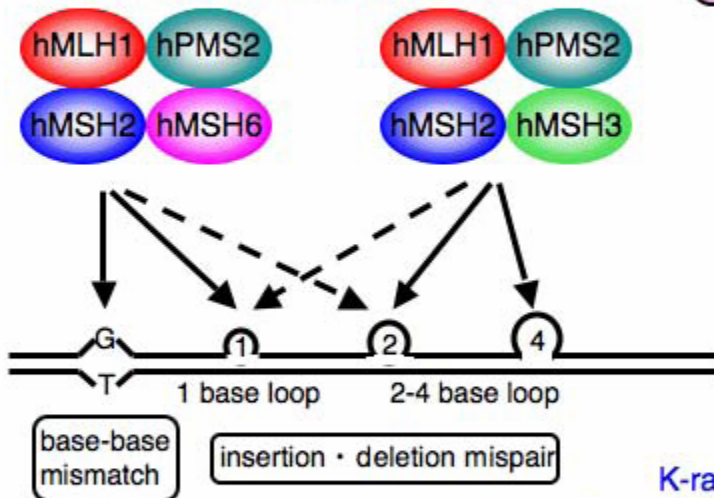 hMLH1 hPMS2 hMLH1 hPMS2
hMSH2 hMSH6 hMSH2 hMSH3
G 1 2 4
T 1 base loop 2-4 base loop
base-base
mismatch
insertion・deletion mispair
K-ra